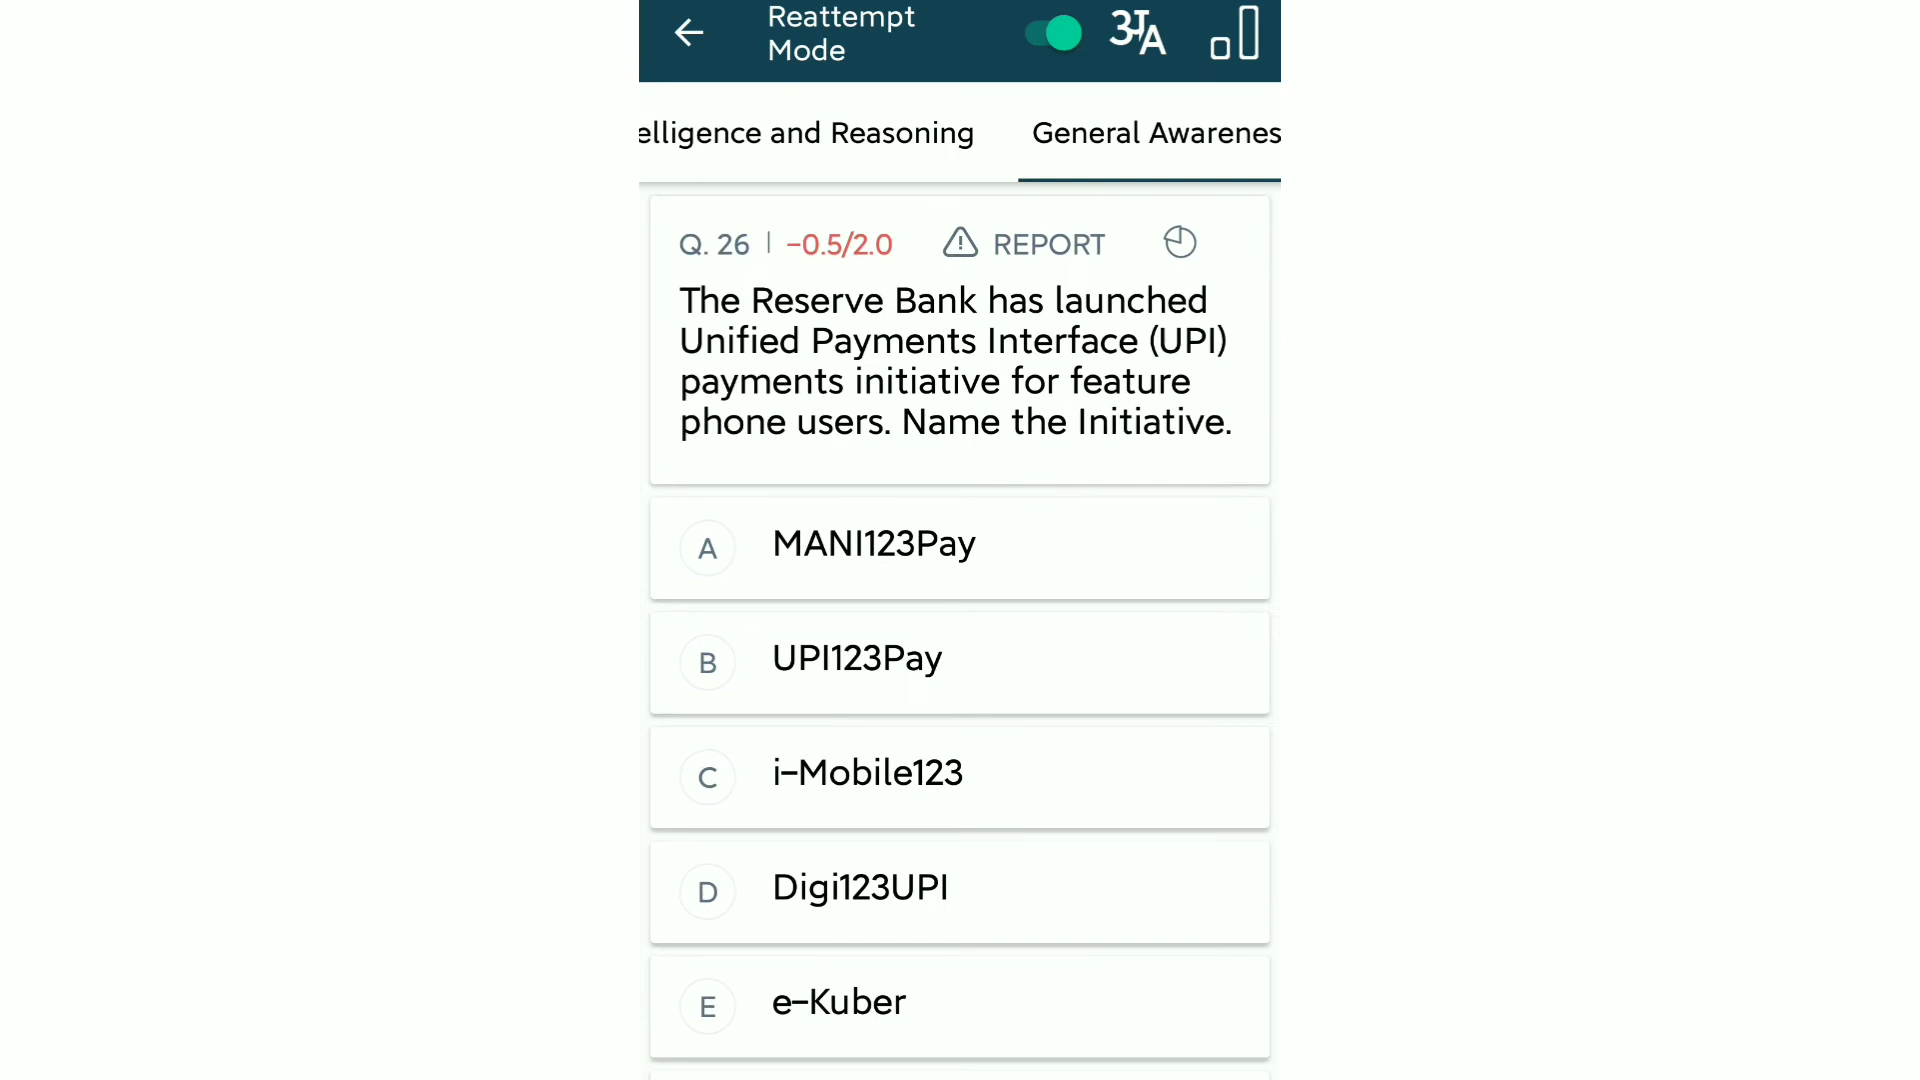 Reattempt
Mode
अA
elligence and Reasoning
General Awarenes
Q. 26 | -0.5/2.0
REPORT
The Reserve Bank has launched
Unified Payments Interface (UPI)
payments initiative for feature
phone users. Name the Initiative.
A MANI123Pay
B UPI123Pay
C i-Mobile123
D Digi123UPI
E e-Kuber